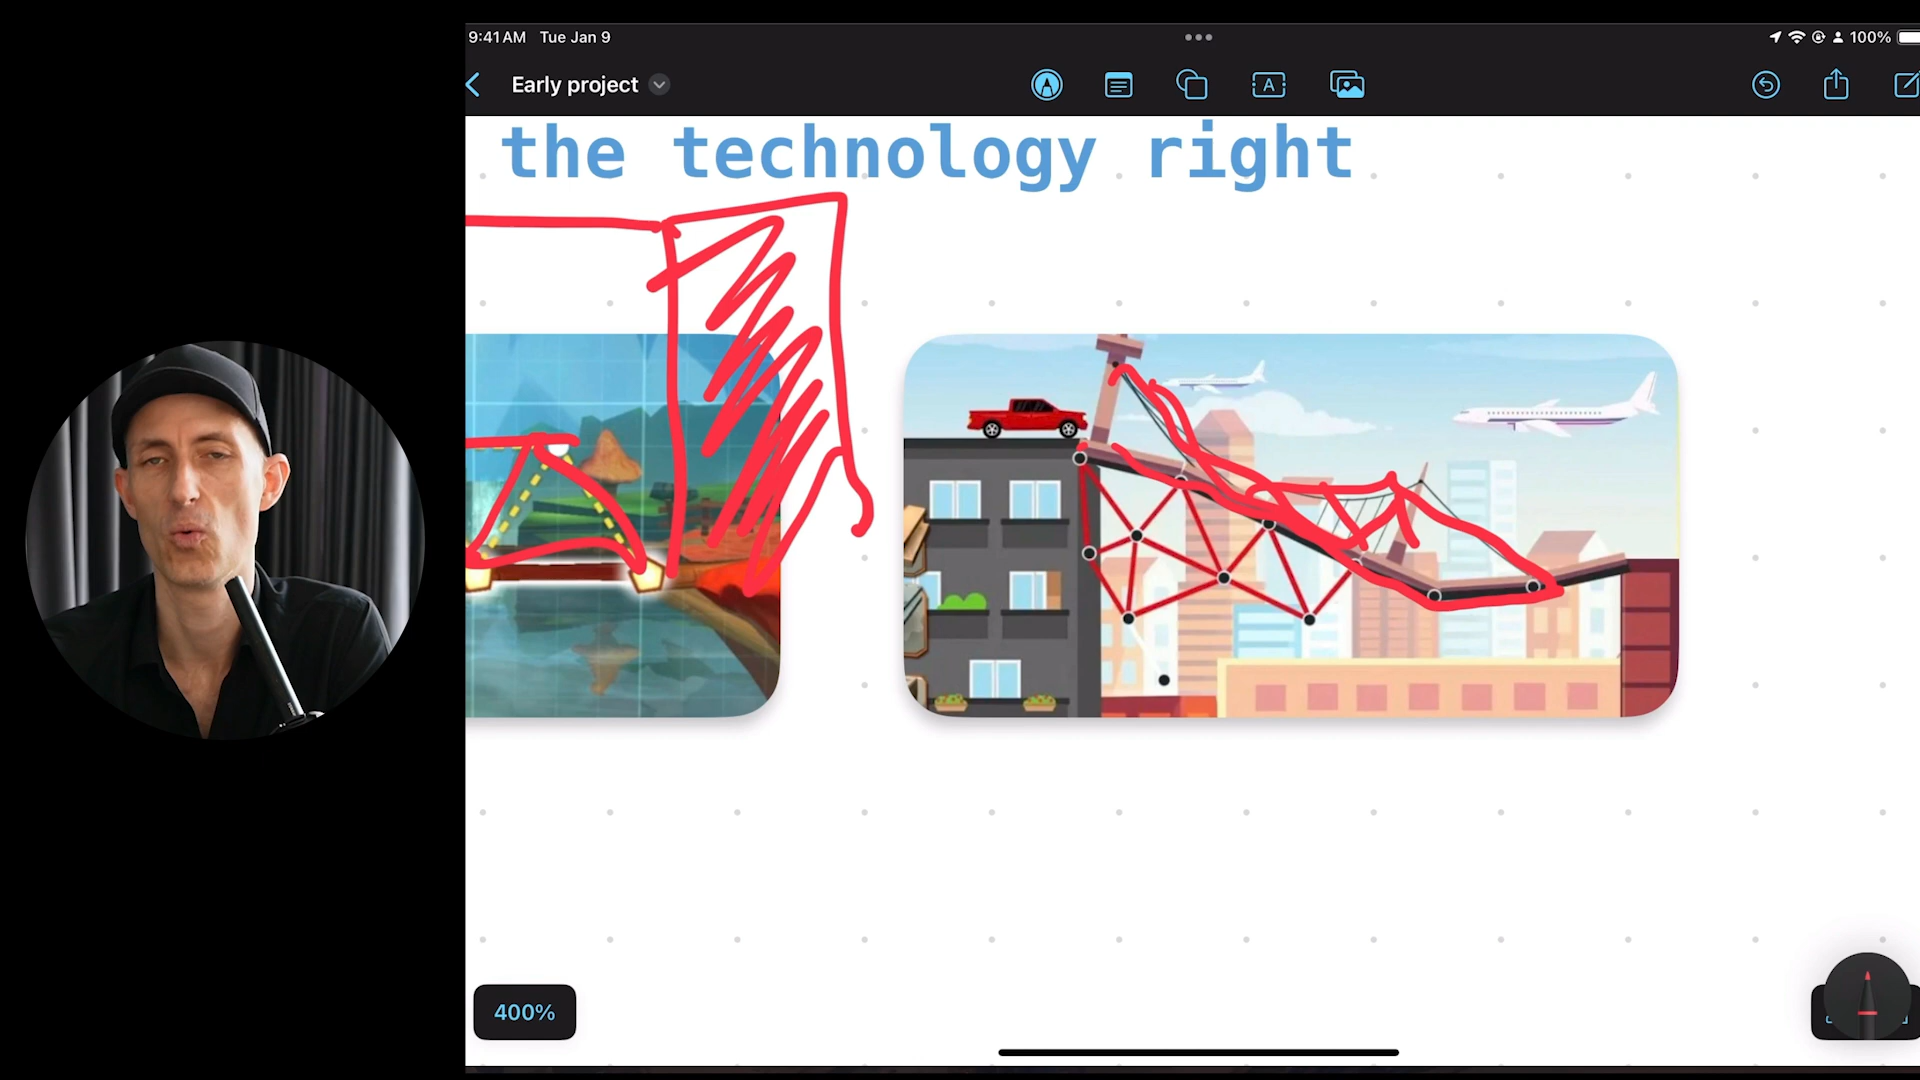 9:41 AM Tue Jan 9
100%
Early project
A
the technology right
400%